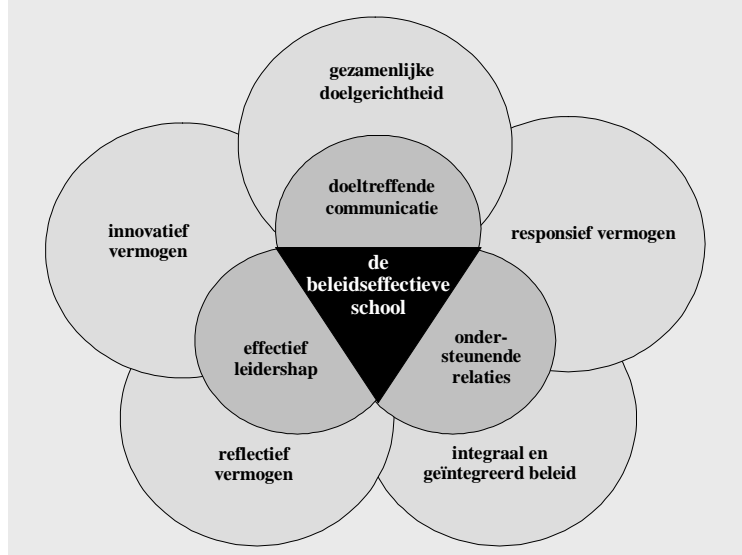 gezamenlijke
doelgerichtheid
doeltreffende
communicatie
innovatief
vermogen
responsief vermogen
de
beleidseffectieve
school
effectief
leidershap
onder-
steunende
relaties
reflectief
vermogen
integraal en
geïntegreerd beleid